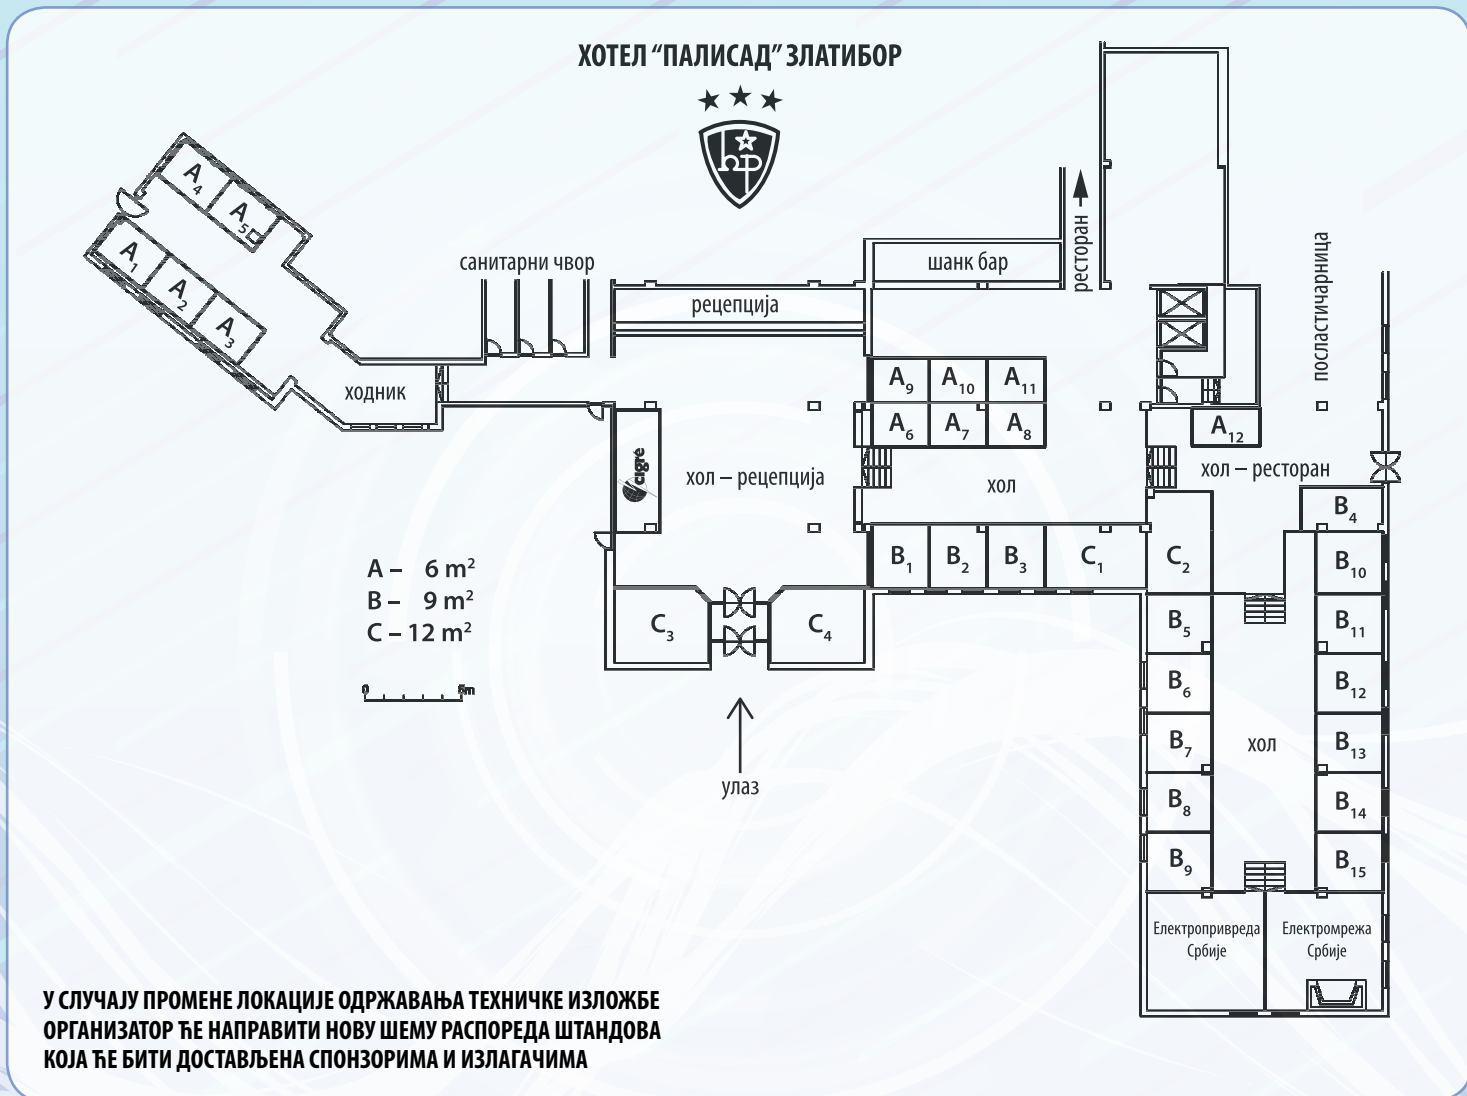 ХОТЕЛ “ПАЛИСАД” ЗЛАТИБОР
hp
A4
A5
A1
A2
A3
санитарни чвор
рецепција
шанк бар
ресторан
посластичарница
ходник
A9
A10
A11
A6
A7
A8
A12
cigre
хол – рецепција
хол
хол – ресторан
B4
B1
B2
B3
C1
C2
B10
A – 6 m²
B – 9 m²
C – 12 m²
C3
C4
B5
B11
B6
B12
0 5m
B7
хол
B13
улаз
B8
B14
B9
B15
Електропривреда
Србије
Електромрежа
Србије
У СЛУЧАЈУ ПРОМЕНЕ ЛОКАЦИЈЕ ОДРЖАВАЊА ТЕХНИЧКЕ ИЗЛОЖБЕ
ОРГАНИЗАТОР ЋЕ НАПРАВИТИ НОВУ ШЕМУ РАСПОРЕДА ШТАНДОВА
КОЈА ЋЕ БИТИ ДОСТАВЉЕНА СПОНЗОРИМА И ИЗЛАГАЧИМА